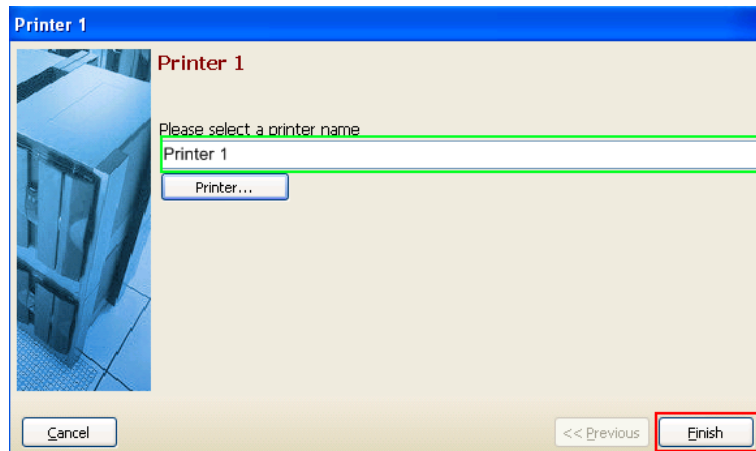 Printer 1
Printer 1
Please select a printer name
Printer 1
Printer...
Cancel
<< Previous
Finish